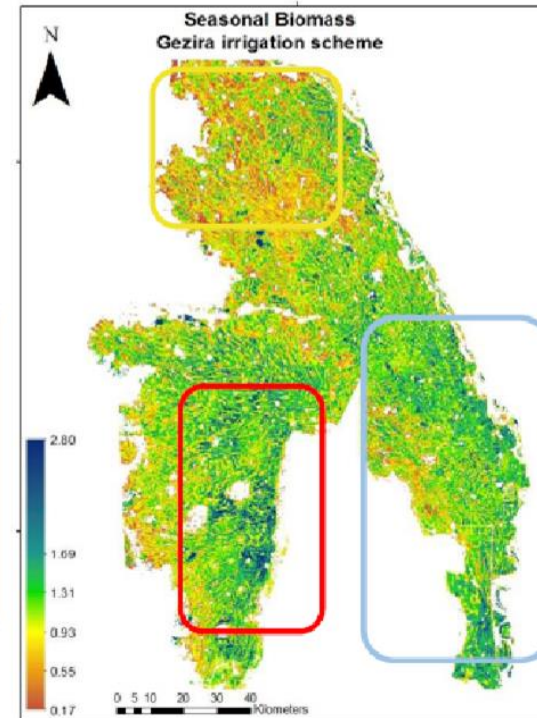 Seasonal Biomass
Gezira irrigation scheme
N
2.80
1.69
1.31
0.93
0.55
0.17
0 5 10 20 30 40
Kilometers